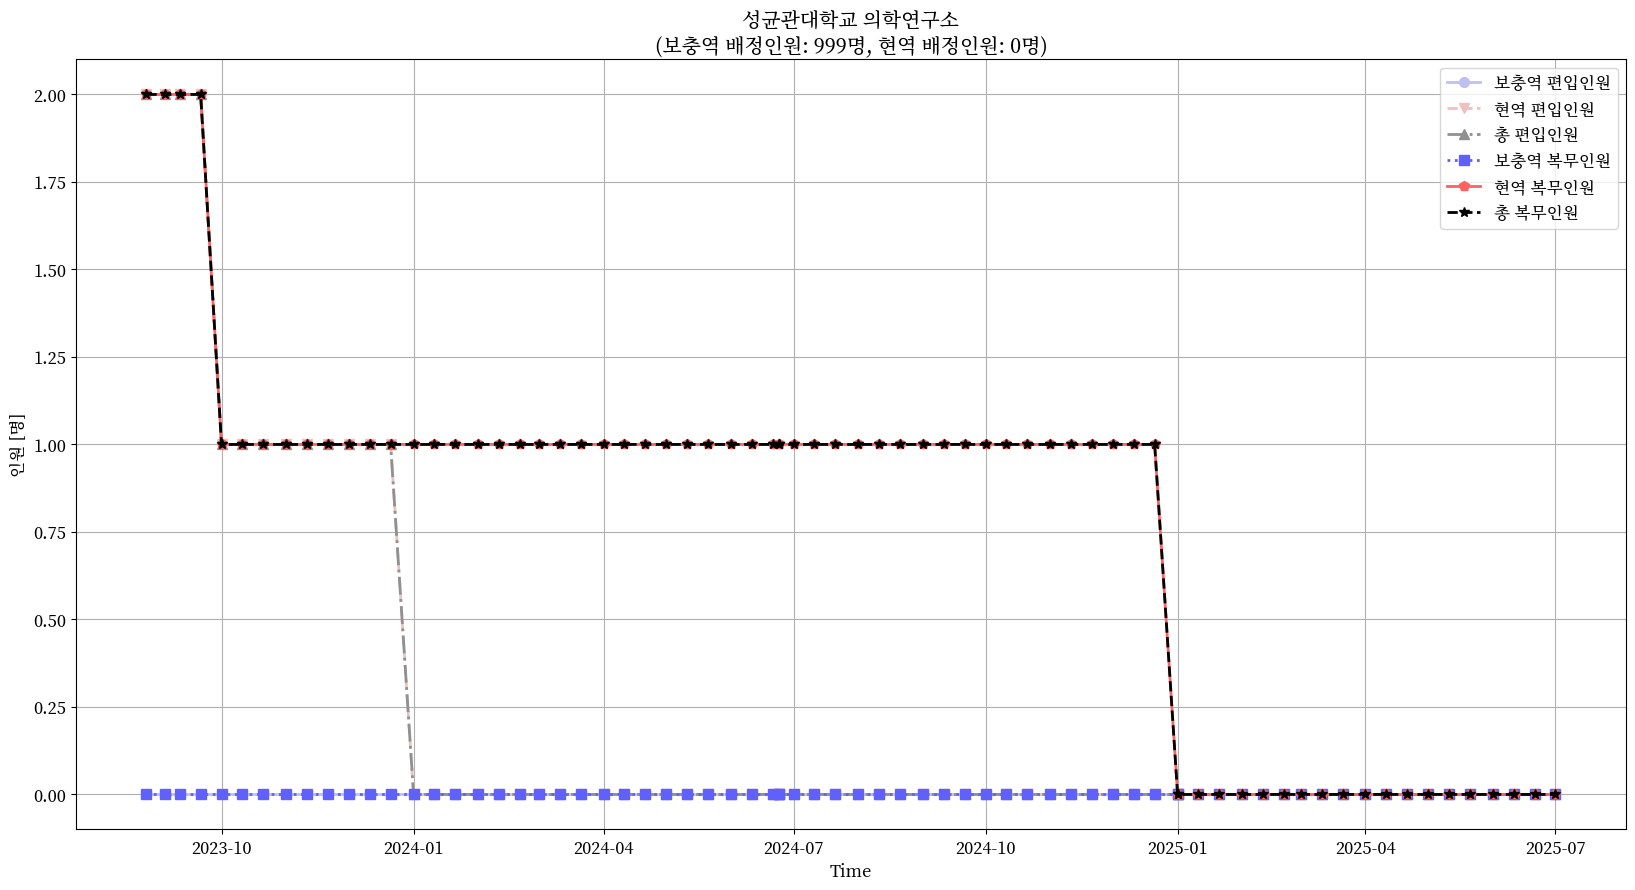 성균관대학교 의학연구소
(보충역 배정인원: 999명, 현역 배정인원: 0명)
보충역 편입인원
현역 편입인원
총 편입인원
보충역 복무인원
현역 복무인원
총 복무인원
인원 [명]
2.00
1.75
1.50
1.25
1.00
0.75
0.50
0.25
0.00
2023-10
2024-01
2024-04
2024-07
2024-10
2025-01
2025-04
2025-07
Time